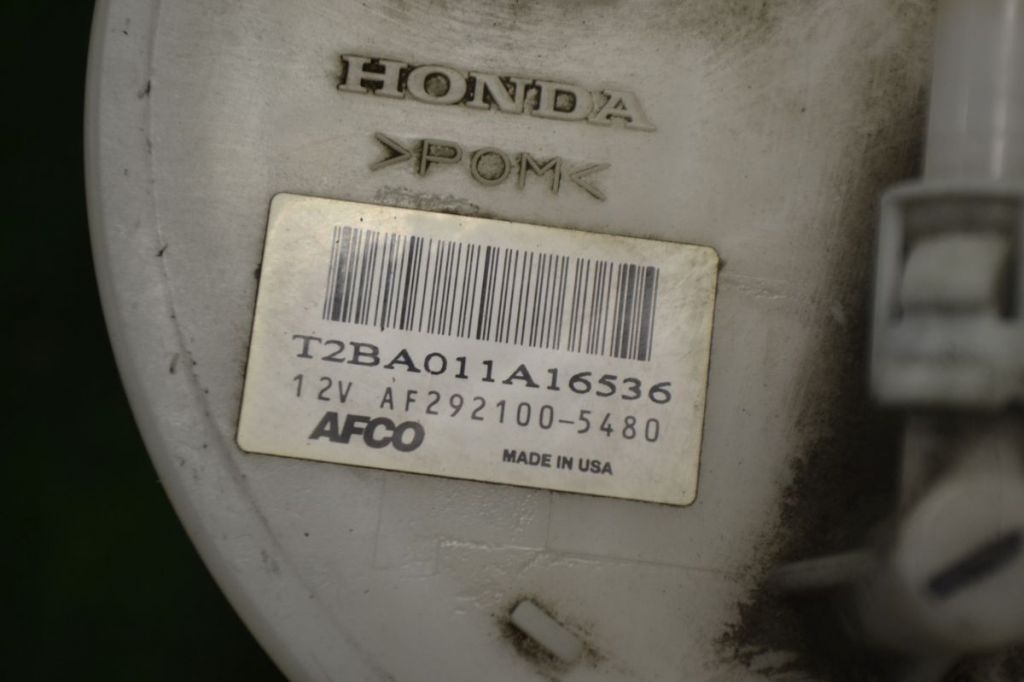 HONDA
>POM<
T2BA011A16536
12V AF292100-5480
AFCO
MADE IN USA